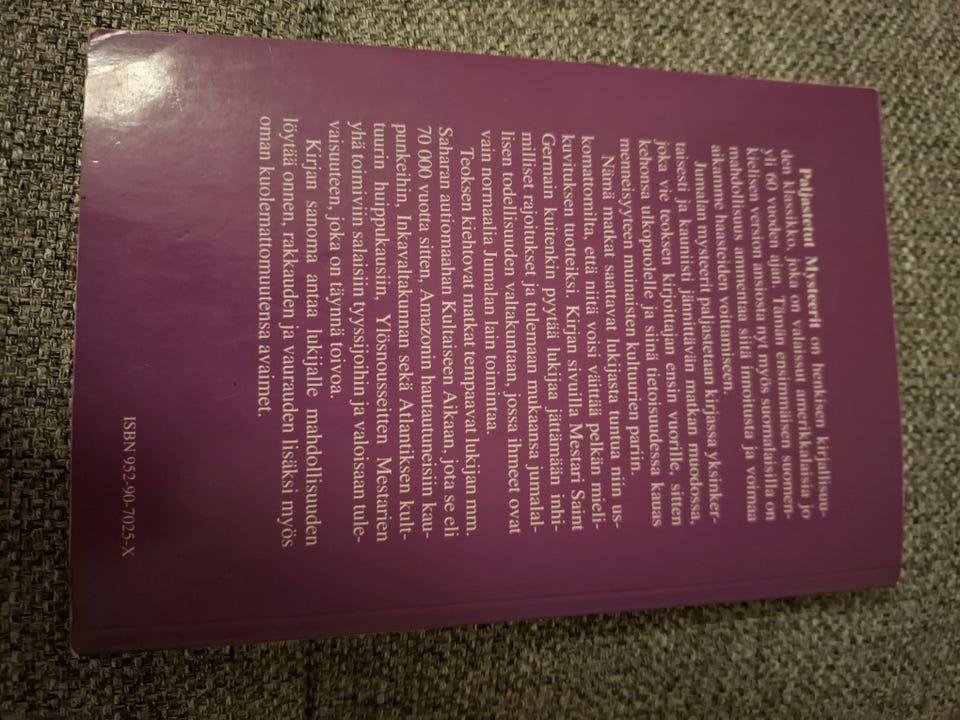 Paljastetut Mysteerit on henkisen kirjallisuu-
den klassikko, joka on valaissut amerikkalaisia jo
yli 60 vuoden ajan. Tämän ensimmäisen suomen-
kielisen version ansiosta nyt myös suomalaisilla on
mahdollisuus ammentaa siitä innoitusta ja voimaa
aikamme haasteiden voittamiseen.
Jumalan mysteerit paljastetaan kirjassa yksinker-
taisesti ja kauniisti jännittävän matkan muodossa,
joka vie teoksen kirjoittajan ensin vuorille, sitten
kehonsa ulkopuolelle ja siinä tietoisuudessa kauas
menneisyyteen muinaisten kulttuurien pariin.
Nämä matkat saattavat lukijasta tuntua niin us-
komattomilta, että niitä voisi väittää pelkän mieli-
kuvituksen tuotteiksi. Kirjan sivuilla Mestari Saint
Germain kuitenkin pyytää lukijaa jättämään inhi-
milliset rajoitukset ja tulemaan mukaansa jumalal-
lisen todellisuuden valtakuntaan, jossa ihmeet ovat
vain normaalia Jumalan lain toimintaa.
Teoksen kiehtovat matkat tempaavat lukijan mm.
Saharan autiomaahan Kultaiseen Aikaan, jota se eli
70 000 vuotta sitten, Amazonin hautautuneisiin kau-
punkeihin, Inkavaltakunnan sekä Atlantiksen kult-
tuurin huippukausiin, Ylösnousseiten Mestarien
yhä toimiviin salaisiin tyyssijoihin ja valoisaan tule-
vaisuuteen, joka on täynnä toivoa.
Kirjan sanoma antaa lukijalle mahdollisuuden
löytää onnen, rakkauden ja vaurauden lisäksi myös
oman kuolemattomuutensa avaimet.
ISBN 952-90-7025-X